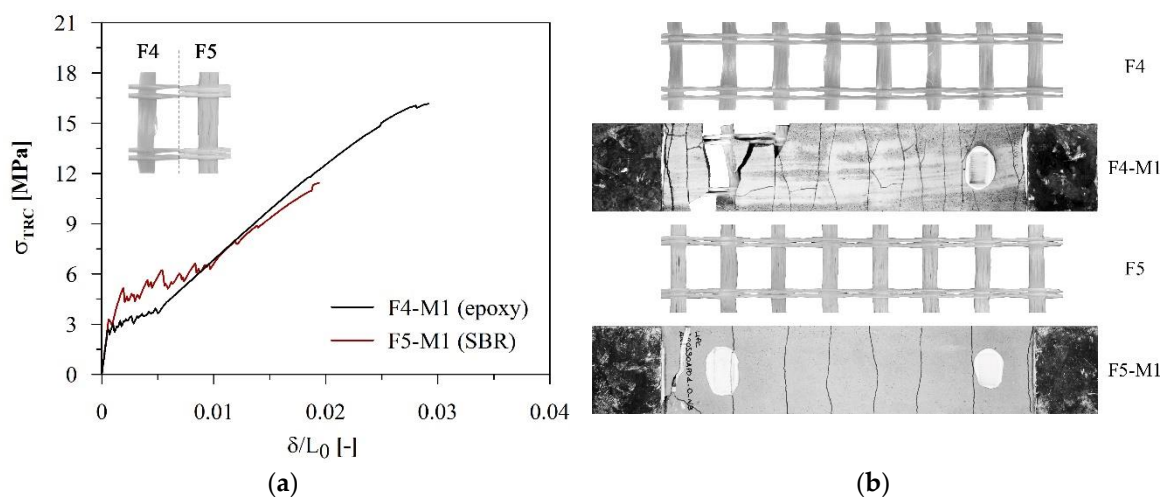 21
18
15
12
9
6
3
0
σTRC [MPa]
F4 F5
F4-M1 (epoxy)
F5-M1 (SBR)
0 0.01 0.02 0.03 0.04
δ/L0 [-]
(a)
F4
F4-M1
F5
F5-M1
(b)